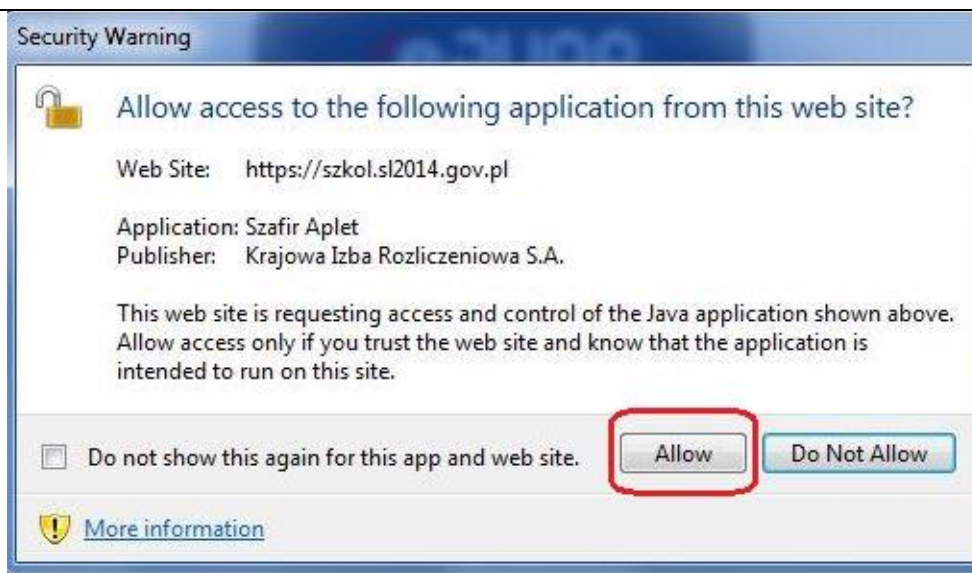 Security Warning
Allow access to the following application from this web site?
Web Site: https://szkol.sl2014.gov.pl
Application: Szafir Aplet
Publisher: Krajowa Izba Rozliczeniowa S.A.
This web site is requesting access and control of the Java application shown above.
Allow access only if you trust the web site and know that the application is
intended to run on this site.
Do not show this again for this app and web site. Allow Do Not Allow
More information